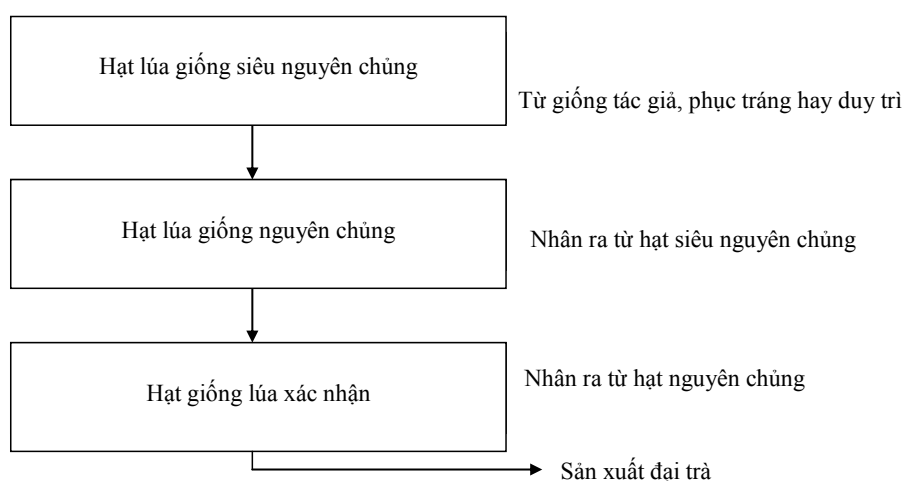 Hạt lúa giống siêu nguyên chủng
Từ giống tác giả, phục tráng hay duy trì
Hạt lúa giống nguyên chủng
Nhân ra từ hạt siêu nguyên chủng
Hạt giống lúa xác nhận
Nhân ra từ hạt nguyên chủng
Sản xuất đại trà